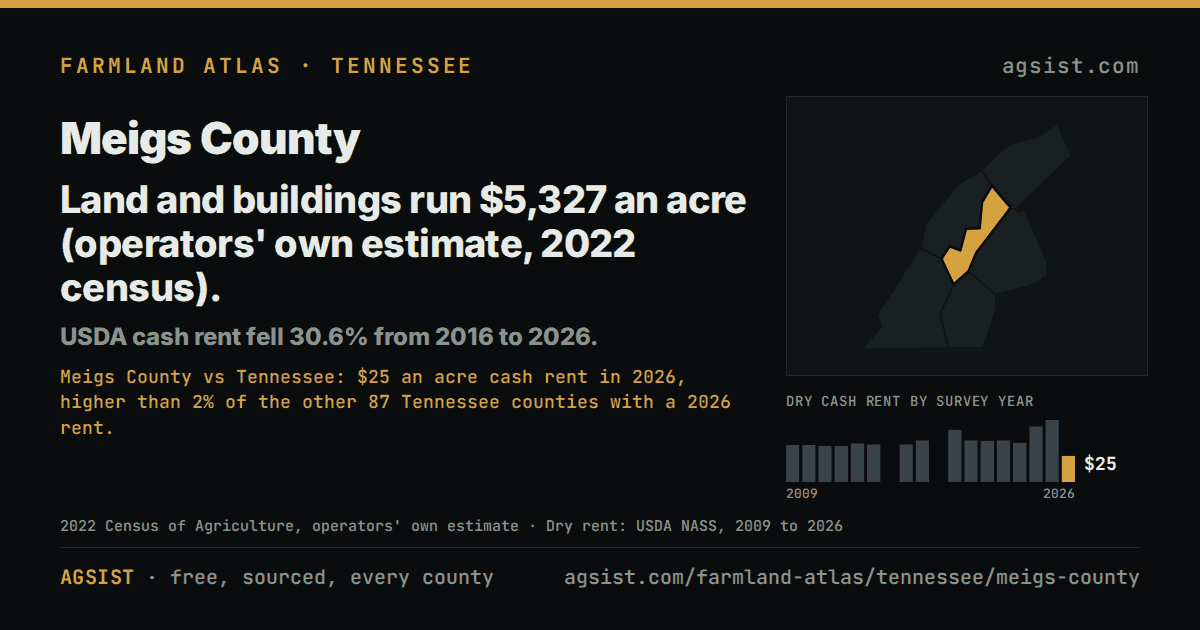 FARMLAND ATLAS · TENNESSEE
agsist.com
Meigs County
Land and buildings run $5,327 an acre
(operators' own estimate, 2022
census).
USDA cash rent fell 30.6% from 2016 to 2026.
Meigs County vs Tennessee: $25 an acre cash rent in 2026,
higher than 2% of the other 87 Tennessee counties with a 2026
rent.
DRY CASH RENT BY SURVEY YEAR
$25
2009
2026
2022 Census of Agriculture, operators' own estimate · Dry rent: USDA NASS, 2009 to 2026
AGSIST · free, sourced, every county
agsist.com/farmland-atlas/tennessee/meigs-county